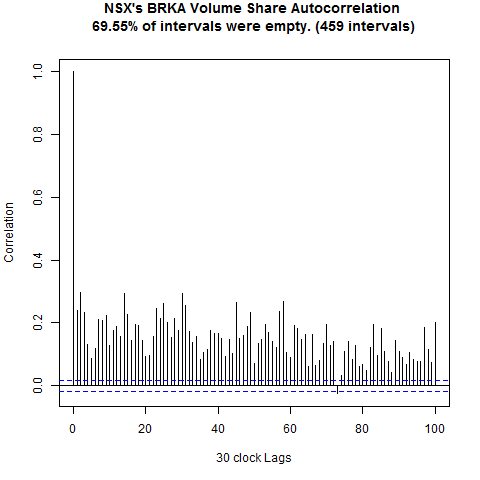 NSX's BRKA Volume Share Autocorrelation
69.55% of intervals were empty. (459 intervals)
Correlation
1.0
0.8
0.6
0.4
0.2
0.0
0 20 40 60 80 100
30 clock Lags